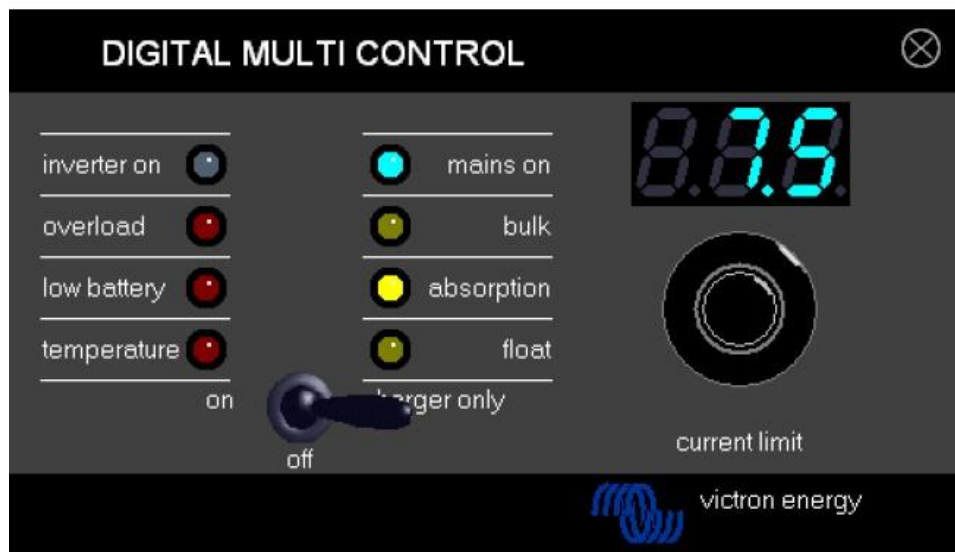 DIGITAL MULTI CONTROL
7.5
inverter on
mains on
overload
bulk
low battery
absorption
temperature
float
on
harger only
off
current limit
victron energy